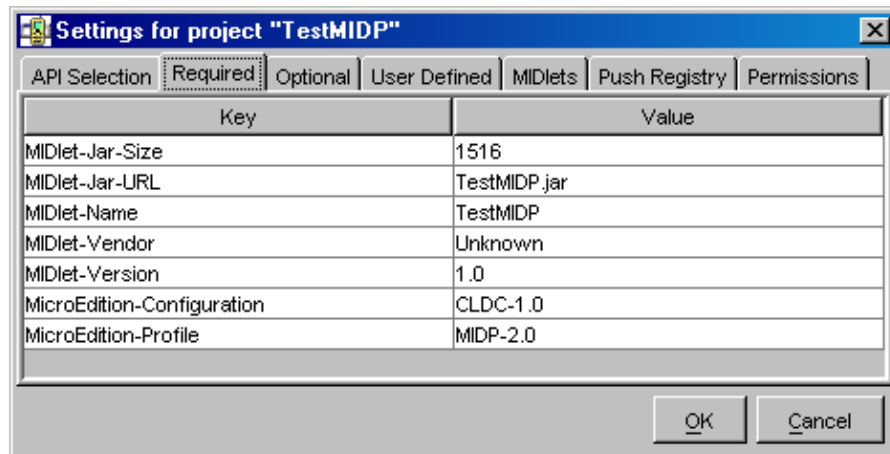 Settings for project "TestMIDP"
API Selection Required Optional User Defined MIDlets Push Registry Permissions
Key Value
MIDlet-Jar-Size 1516
MIDlet-Jar-URL TestMIDP.jar
MIDlet-Name TestMIDP
MIDlet-Vendor Unknown
MIDlet-Version 1.0
MicroEdition-Configuration CLDC-1.0
MicroEdition-Profile MIDP-2.0
OK Cancel